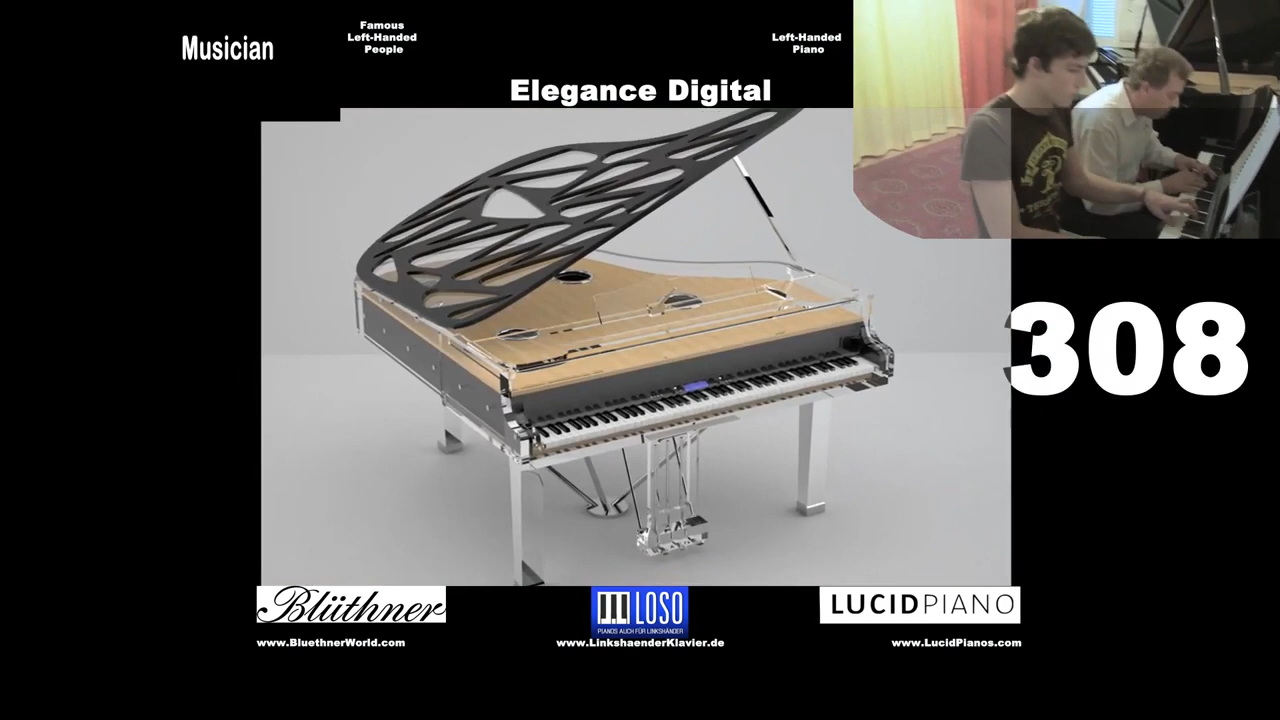 Musician
Famous
Left-Handed
People
Left-Handed
Piano
Elegance Digital
308
Blüthner
LOSO
PIANOS AUCH FÜR LINKSHÄNDER
LUCIDPIANO
www.BluethnerWorld.com
www.LinkshaenderKlavier.de
www.LucidPianos.com